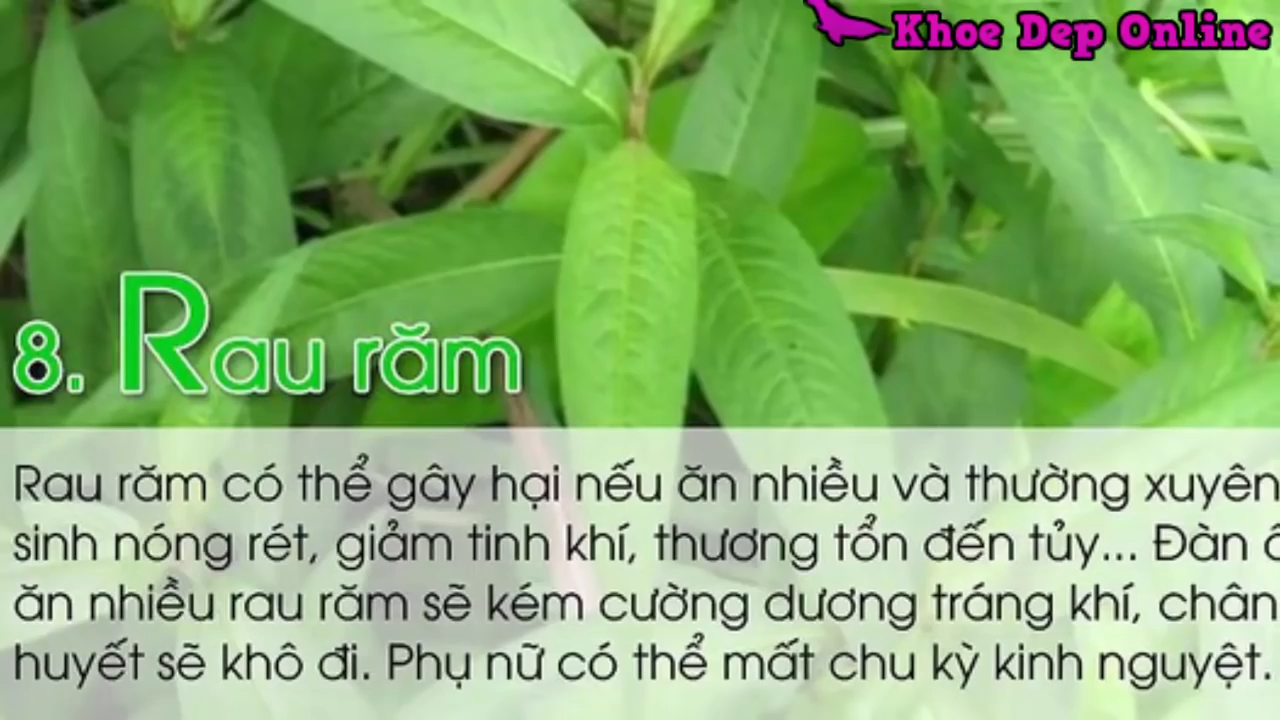 Khoe Dep Online
8. Rau răm
Rau răm có thể gây hại nếu ăn nhiều và thường xuyên
sinh nóng rét, giảm tinh khí, thương tổn đến tủy... Đàn
ăn nhiều rau răm sẽ kém cường dương tráng khí, chân
huyết sẽ khô đi. Phụ nữ có thể mất chu kỳ kinh nguyệt.